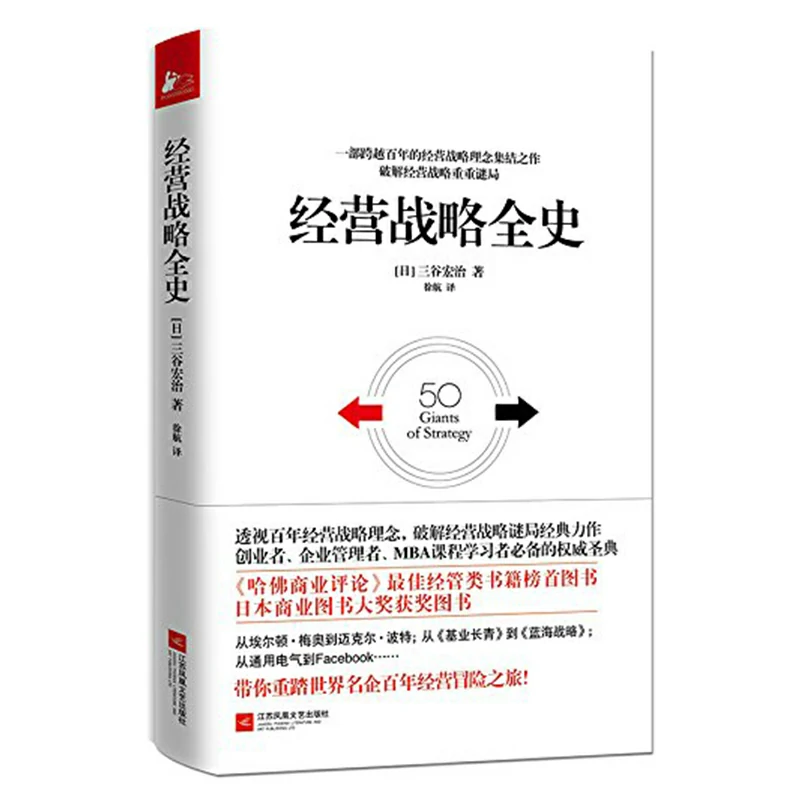 一部跨越百年的经营战略理念集结之作
破解经营战略重重谜局
经营战略全史
[日] 三谷宏治 著
徐航 译
50
Giants
of Strategy
透视百年经营战略理念，破解经营战略谜局经典力作
创业者、企业管理者、MBA课程学习者必备的权威圣典
《哈佛商业评论》最佳经管类书籍榜首图书
日本商业图书大奖获奖图书
从埃尔顿·梅奥到迈克尔·波特；从《基业长青》到《蓝海战略》；
从通用电气到Facebook……
带你重踏世界名企百年经营冒险之旅！
江苏凤凰文艺出版社
经营战略全史
[日] 三谷宏治 著
徐航 译
江苏凤凰文艺出版社